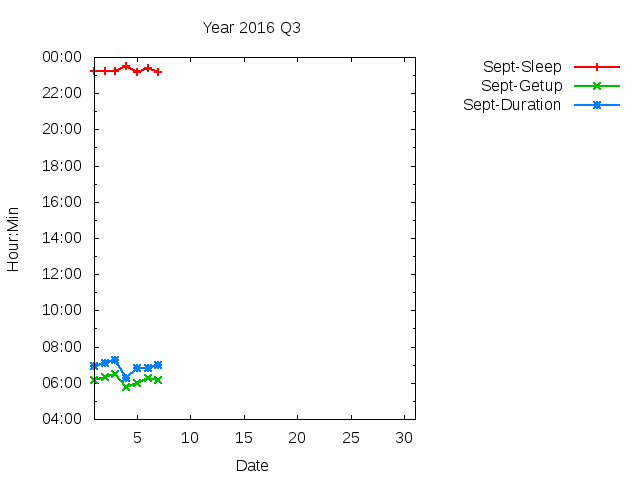 Year 2016 Q3
00:00
22:00
20:00
18:00
16:00
14:00
12:00
10:00
08:00
06:00
04:00
Hour:Min
5 10 15 20 25 30
Date
Sept-Sleep
Sept-Getup
Sept-Duration